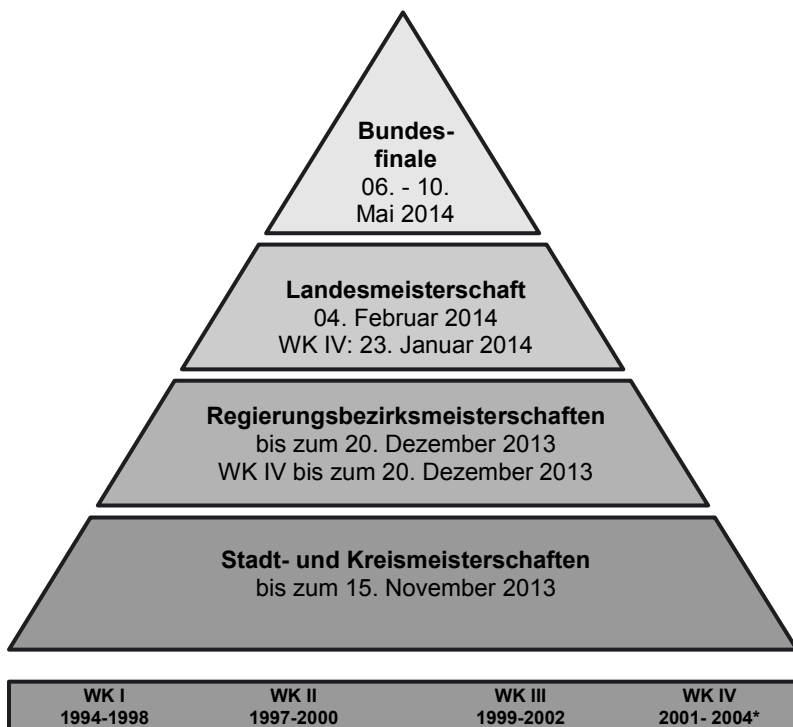 Bundes-
finale
06. - 10.
Mai 2014
Landesmeisterschaft
04. Februar 2014
WK IV: 23. Januar 2014
Regierungsbezirksmeisterschaften
bis zum 20. Dezember 2013
WK IV bis zum 20. Dezember 2013
Stadt- und Kreismeisterschaften
bis zum 15. November 2013
WK I WK II WK III WK IV
1994-1998 1997-2000 1999-2002 2001- 2004*